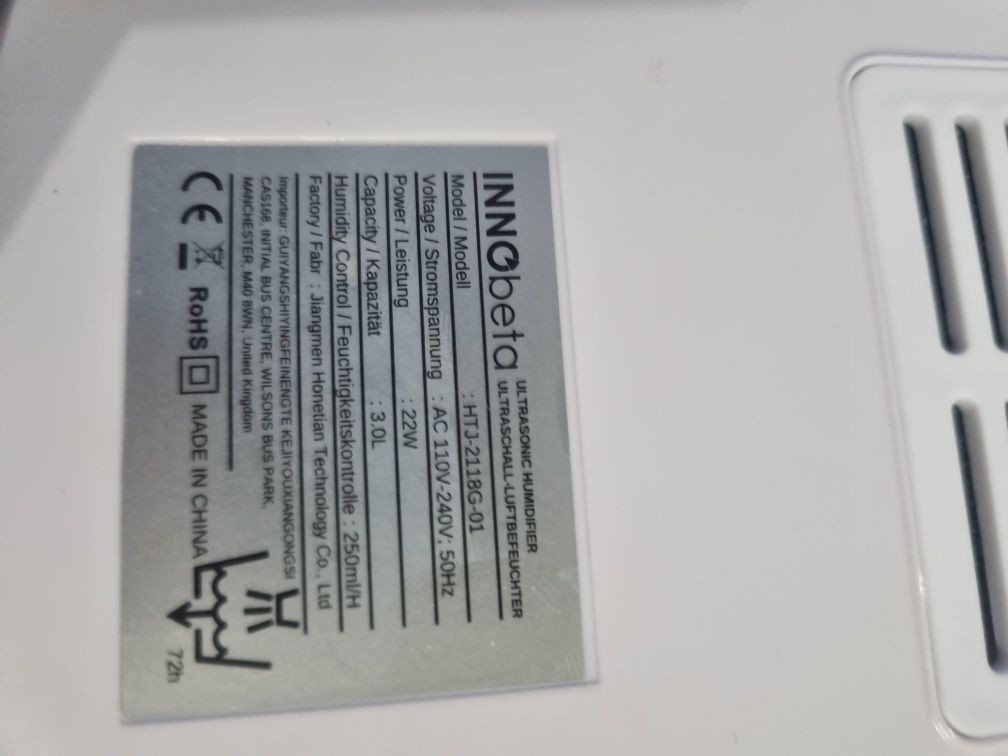 INNObeta
ULTRASONIC HUMIDIFIER
ULTRASCHALL-LUFTBEFEUCHTER
Model / Modell : HTJ-2118G-01
Voltage / Stromspannung : AC 110V-240V; 50Hz
Power / Leistung : 22W
Capacity / Kapazität : 3.0L
Humidity Control / Feuchtigkeitskontrolle : 250ml/H
Factory / Fabr : Jiangmen Honetian Technology Co., Ltd
Importeur: GUIYANGSHIYINGFEINENGTE KEJIYOUXIANGONGSI
CAS168, INITIAL BUS CENTRE, WILSONS BUS PARK,
MANCHESTER, M40 8WN, United Kingdom
CE RoHS MADE IN CHINA
72h